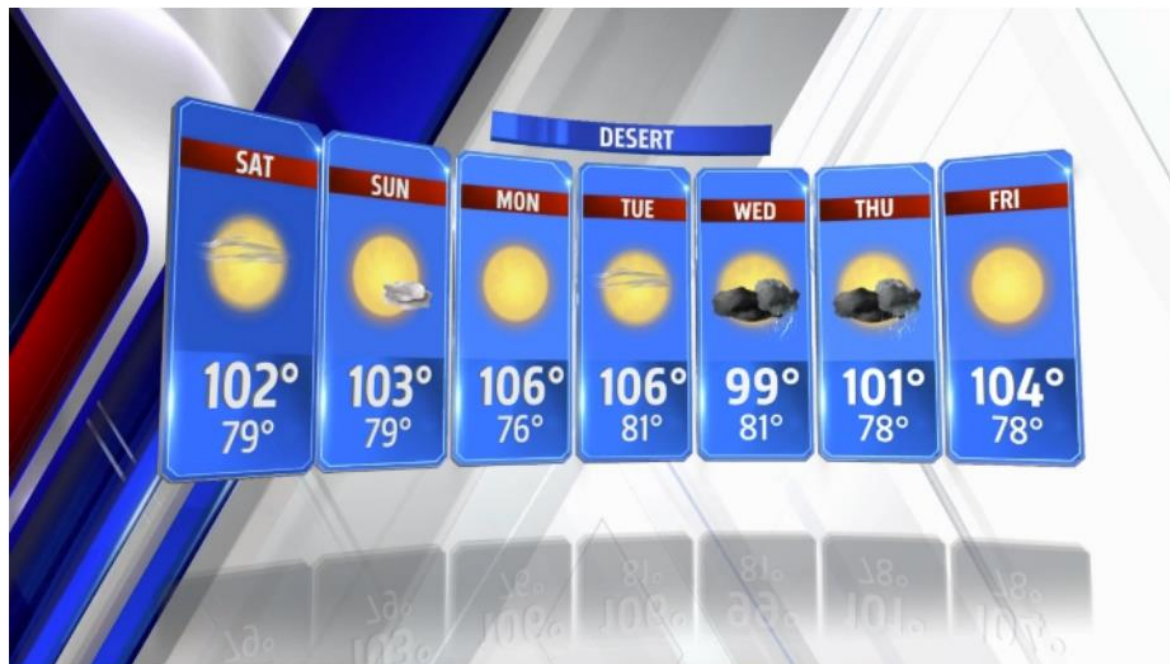 DESERT
SAT
102°
79°
SUN
103°
79°
MON
106°
76°
TUE
106°
81°
WED
99°
81°
THU
101°
78°
FRI
104°
78°